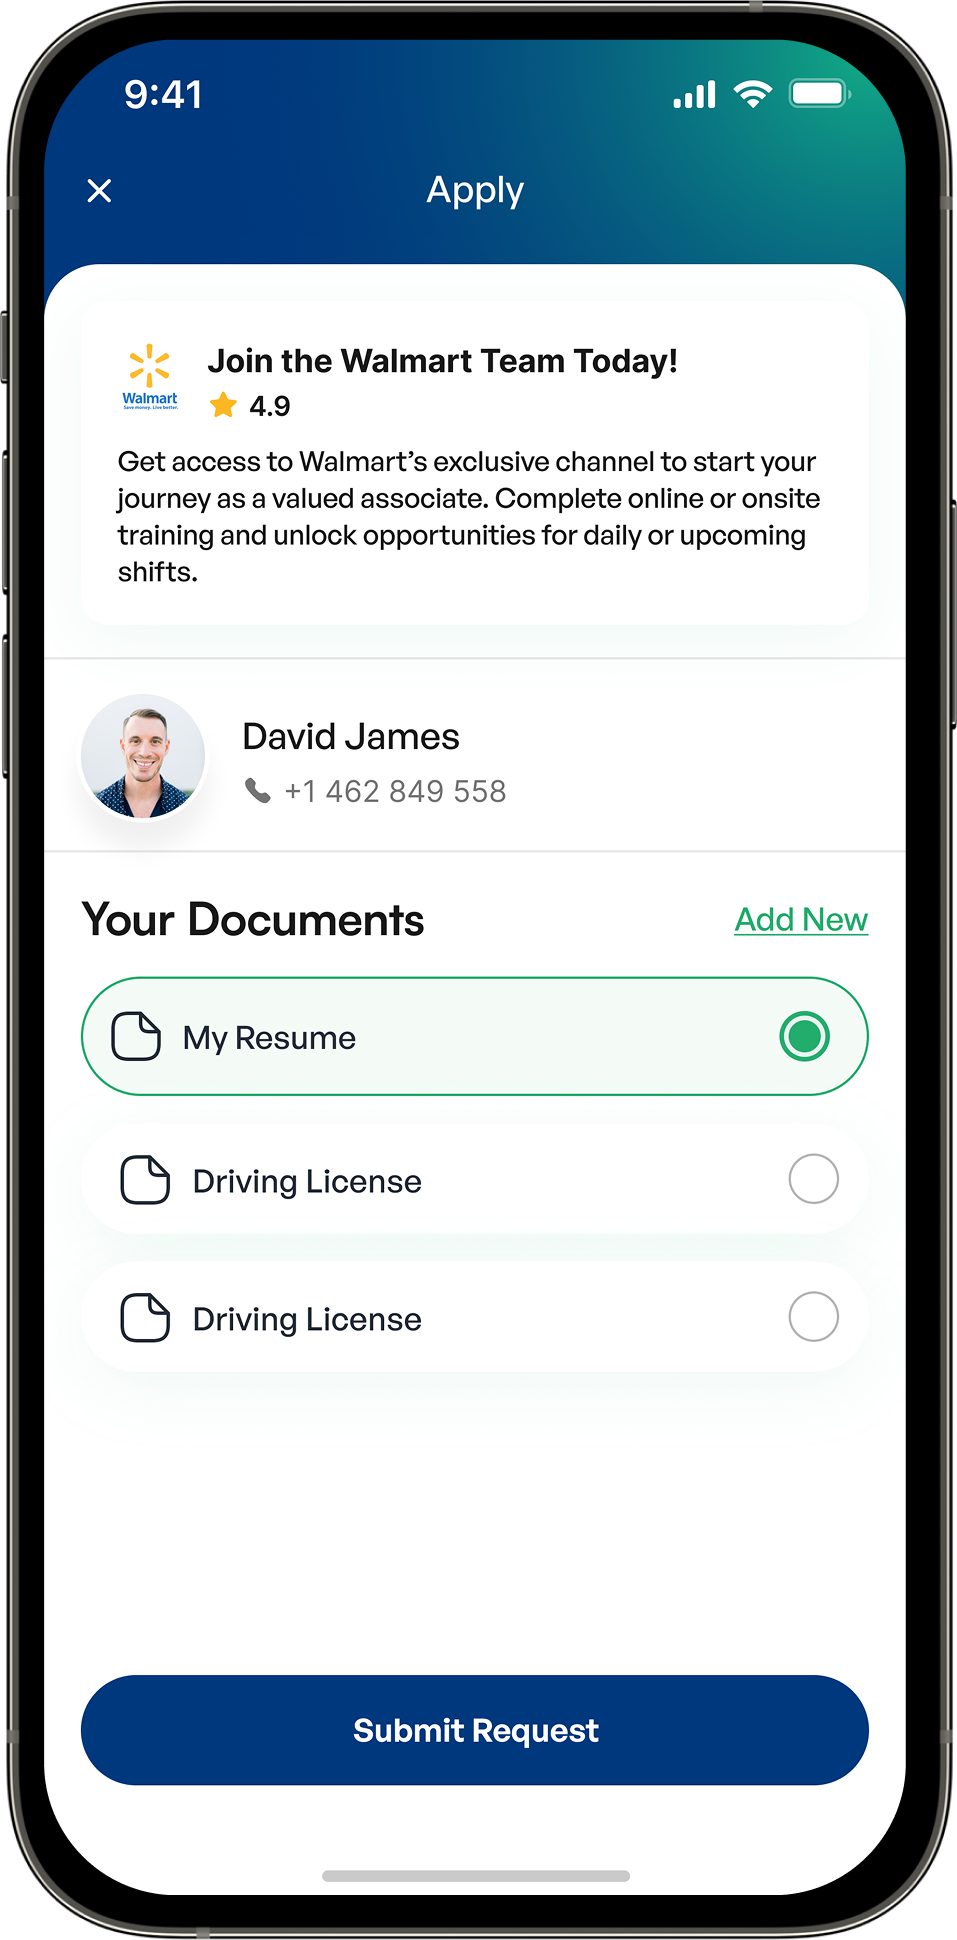 9:41
Apply
Join the Walmart Team Today!
Walmart
Save money. Live better.
4.9
Get access to Walmart’s exclusive channel to start your
journey as a valued associate. Complete online or onsite
training and unlock opportunities for daily or upcoming
shifts.
David James
+1 462 849 558
Your Documents
Add New
My Resume
Driving License
Driving License
Submit Request